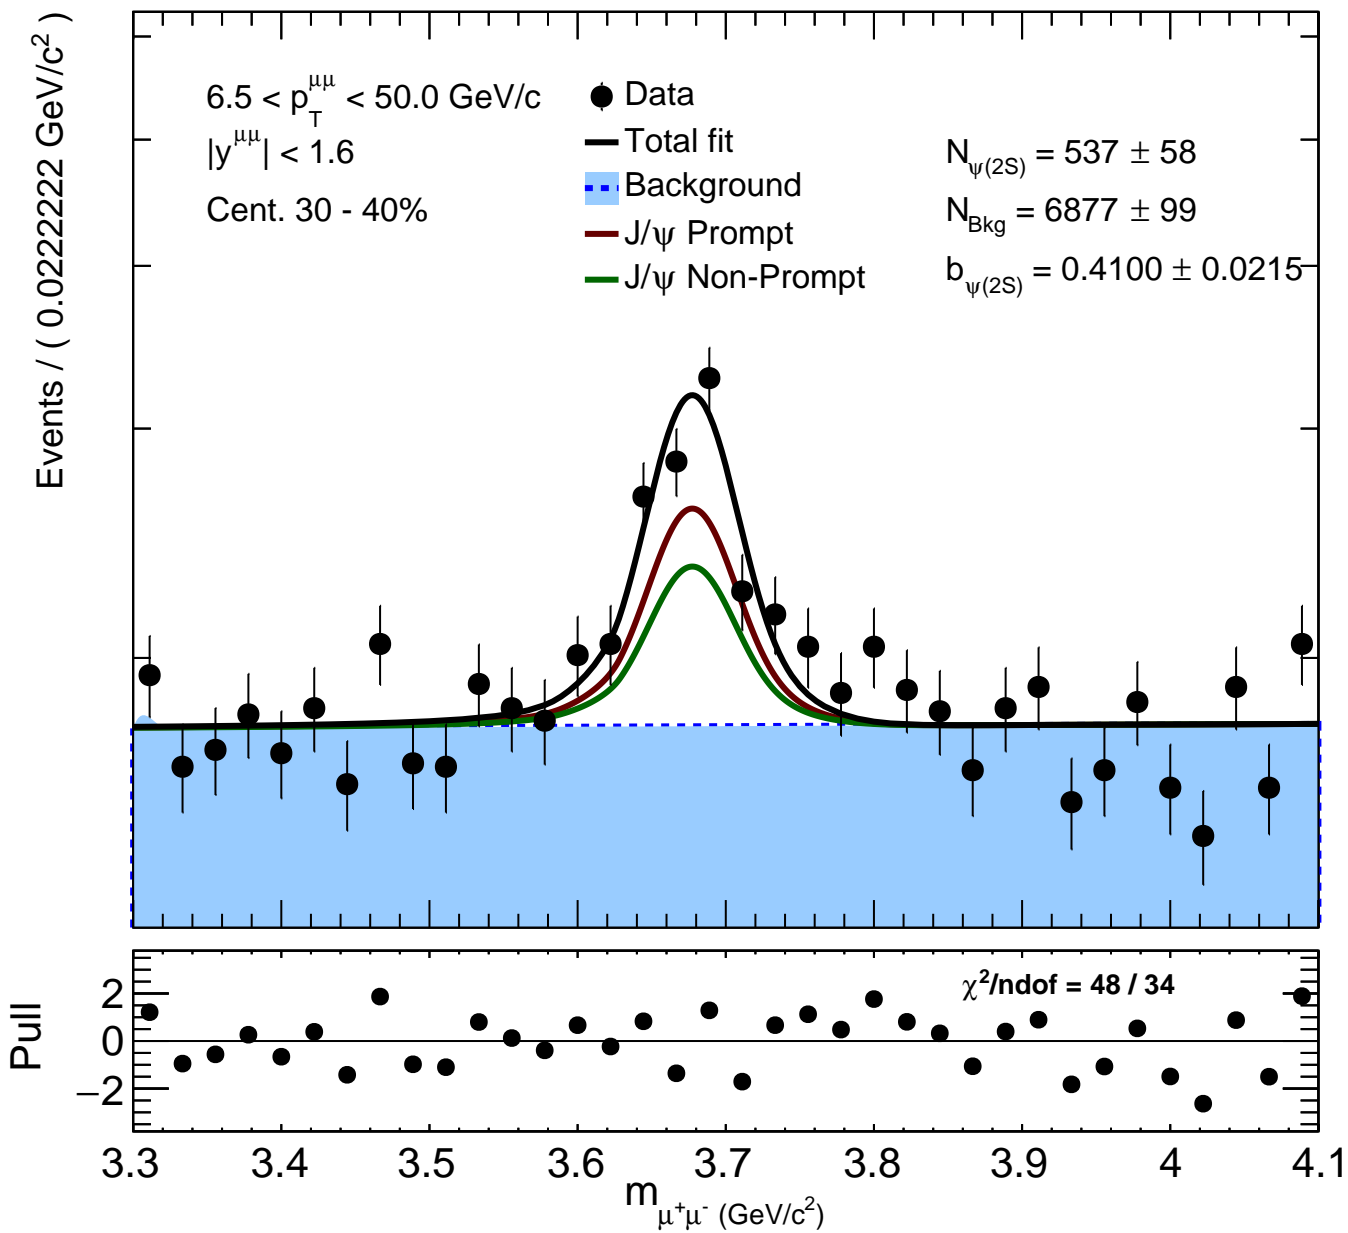 Events / ( 0.0222222 GeV/c²)
6.5 < p_T^μμ < 50.0 GeV/c
|y^μμ| < 1.6
Cent. 30 - 40%
Data
Total fit
Background
J/ψ Prompt
J/ψ Non-Prompt
N_ψ(2S) = 537 ± 58
N_Bkg = 6877 ± 99
b_ψ(2S) = 0.4100 ± 0.0215
Pull
2
0
−2
χ²/ndof = 48 / 34
3.3 3.4 3.5 3.6 3.7 3.8 3.9 4 4.1
m_μ⁺μ⁻ (GeV/c²)